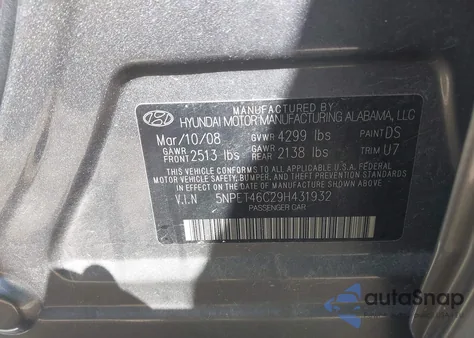 MANUFACTURED BY
HYUNDAI MOTOR MANUFACTURING ALABAMA, LLC
Mar/10/08 GVWR 4299 lbs PAINT DS
GAWR FRONT 2513 lbs GAWR REAR 2138 lbs TRIM U7
THIS VEHICLE CONFORMS TO ALL APPLICABLE U.S.A. FEDERAL
MOTOR VEHICLE SAFETY, BUMPER, AND THEFT PREVENTION
STANDARDS IN EFFECT ON THE DATE OF MANUFACTURE SHOWN ABOVE.
V.I.N 5NPET46C29H431932
PASSENGER CAR
autoSnap